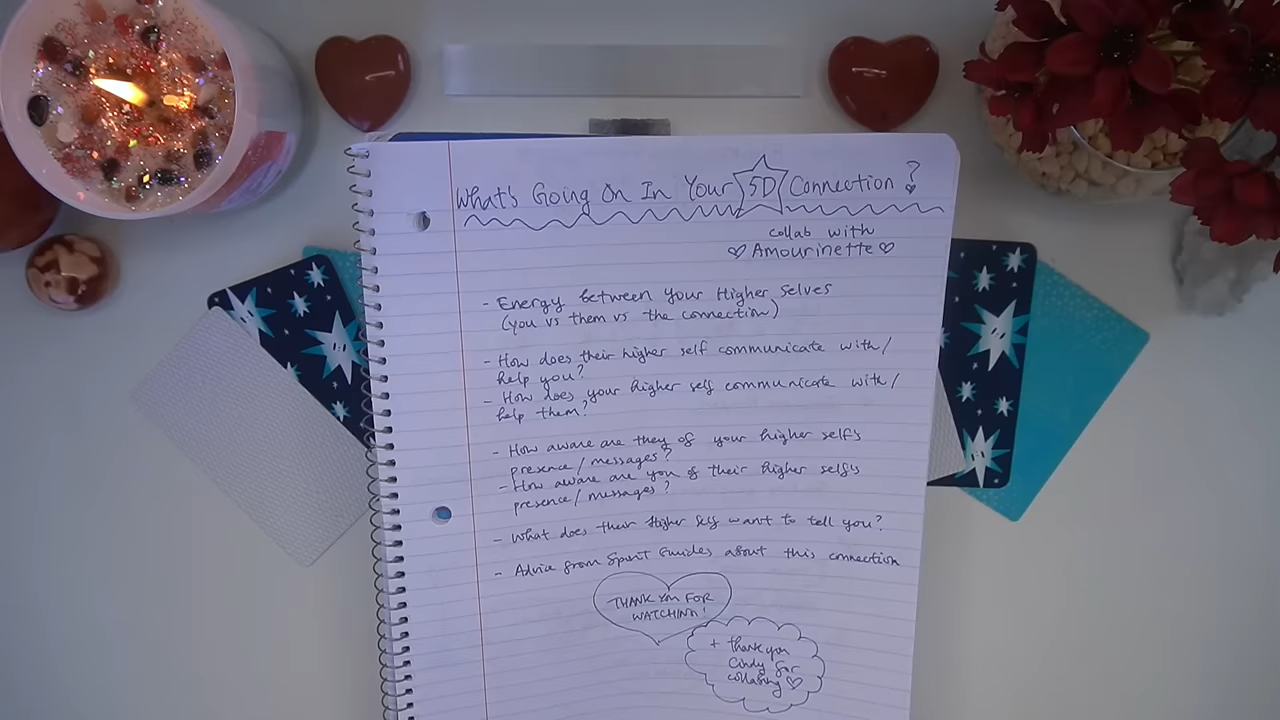 What's Going On In Your 5D Connection?
collab with
♡ Amourinette ♡
- Energy between your Higher selves
(you vs them vs the connection)
- How does their higher self communicate with/
help you?
- How does your higher self communicate with/
help them?
- How aware are they of your higher self's
presence/messages?
- How aware are you of their higher self's
presence/messages?
- What does their Higher Self want to tell you?
- Advice from Spirit Guides about this connection
THANK YOU FOR
WATCHING!
+ thank you
Cindy for
collabing ♡